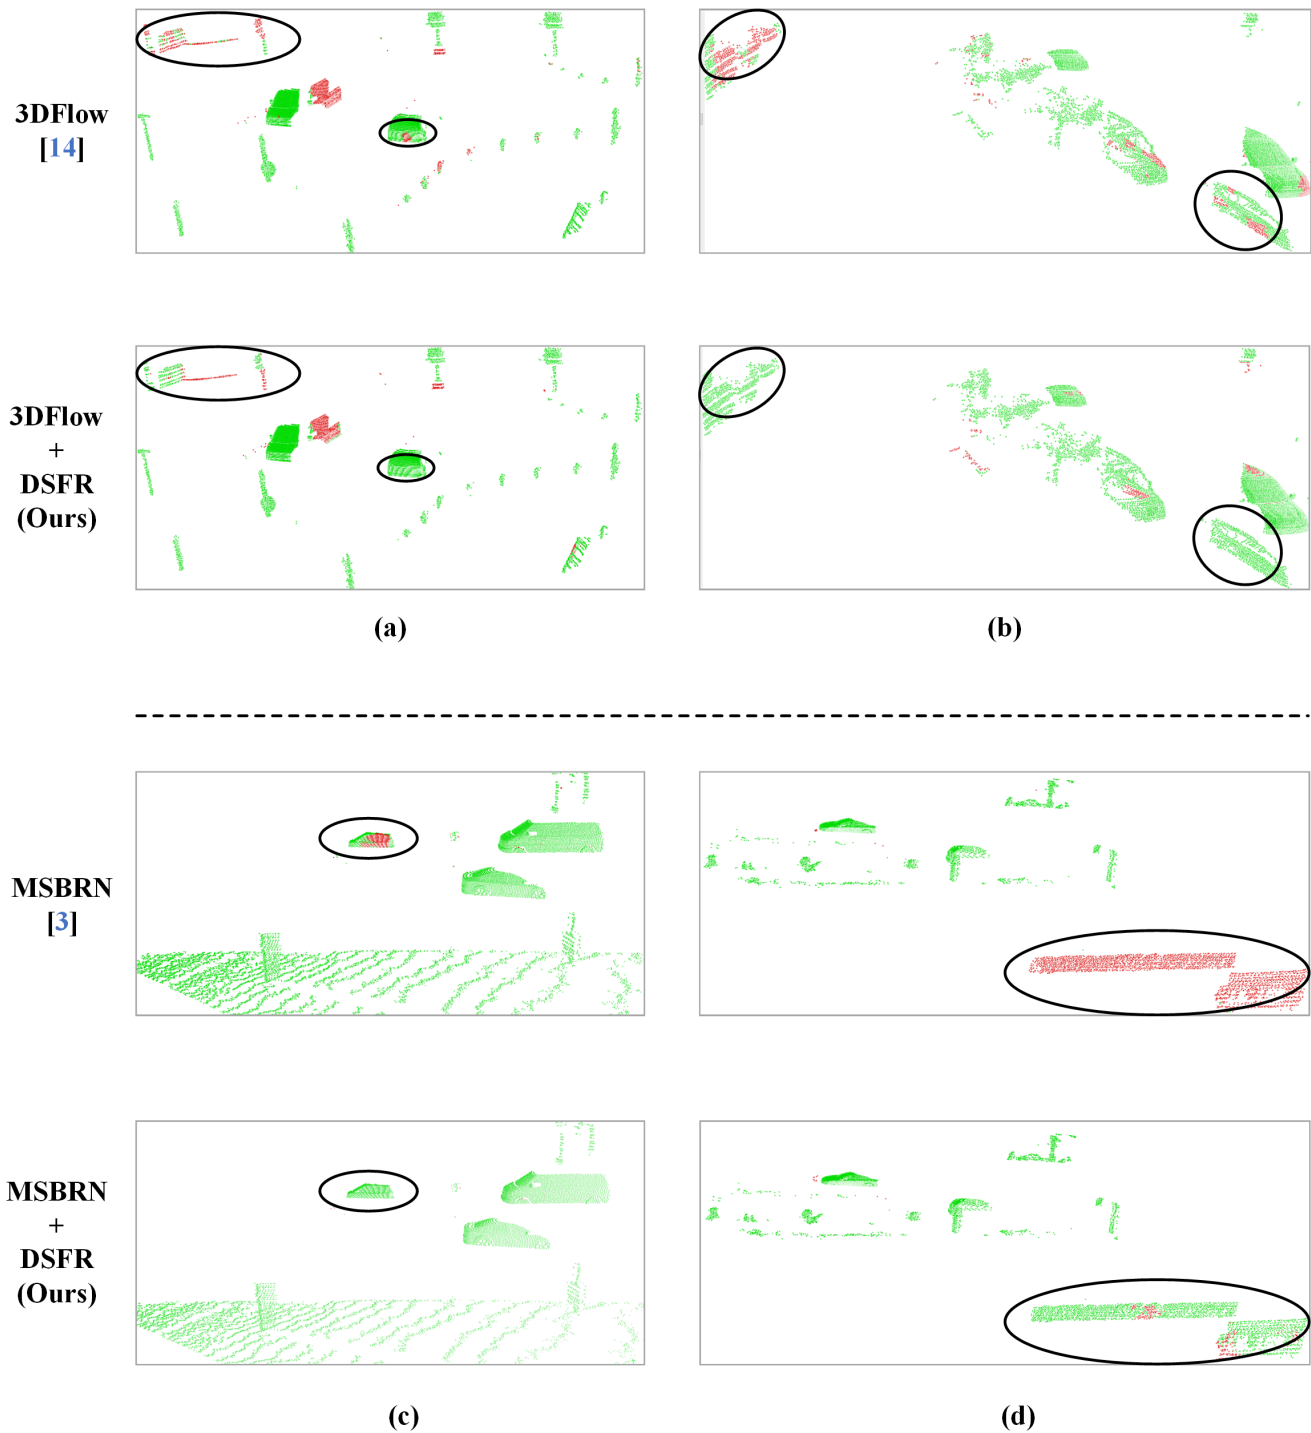 3DFlow
[14]
3DFlow
+
DSFR
(Ours)
(a)
(b)
MSBRN
[3]
MSBRN
+
DSFR
(Ours)
(c)
(d)